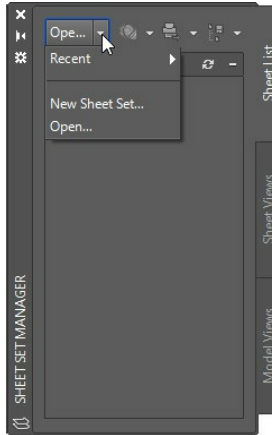 Ope...
Recent
New Sheet Set...
Open...
Sheet List
Sheet Views
Model Views
SHEET SET MANAGER